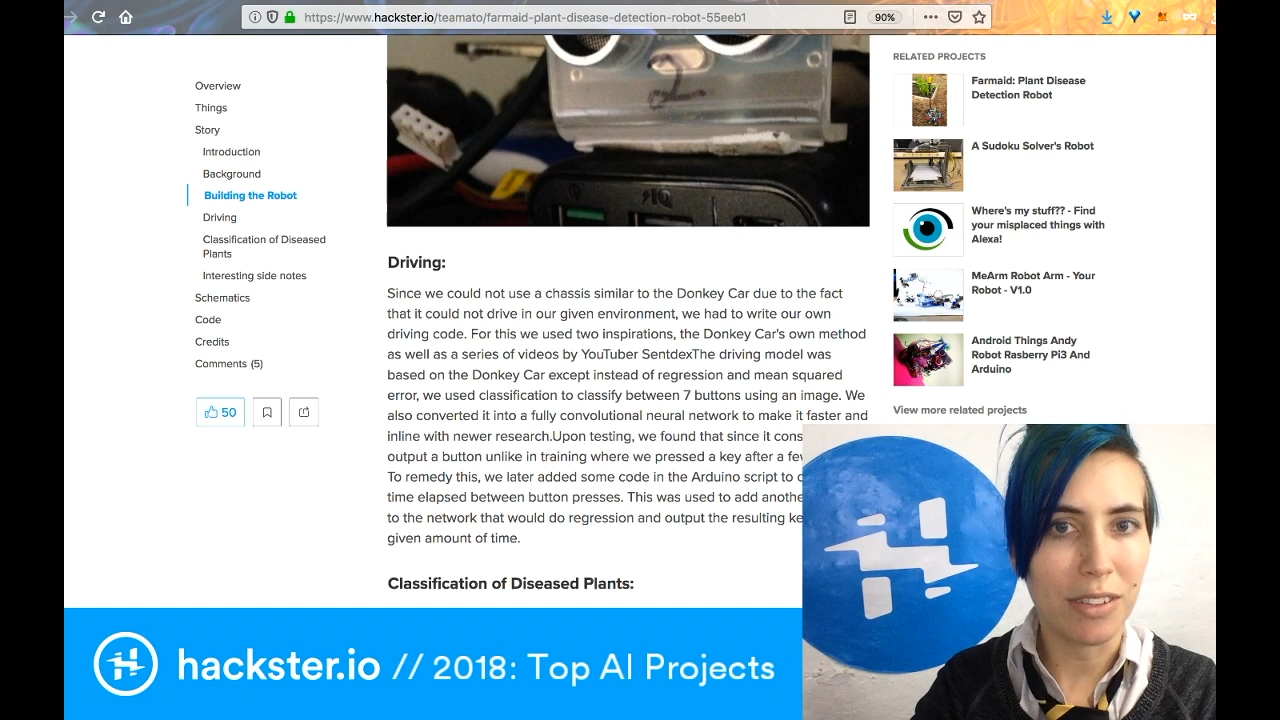 https://www.hackster.io/teamato/farmaid-plant-disease-detection-robot-55eeb1
90%
Overview
Things
Story
Introduction
Background
Building the Robot
Driving
Classification of Diseased
Plants
Interesting side notes
Schematics
Code
Credits
Comments (5)
50
2
IQ
Driving:
Since we could not use a chassis similar to the Donkey Car due to the fact
that it could not drive in our given environment, we had to write our own
driving code. For this we used two inspirations, the Donkey Car's own method
as well as a series of videos by YouTuber SentdexThe driving model was
based on the Donkey Car except instead of regression and mean squared
error, we used classification to classify between 7 buttons using an image. We
also converted it into a fully convolutional neural network to make it faster and
inline with newer research.Upon testing, we found that since it cons
output a button unlike in training where we pressed a key after a few
To remedy this, we later added some code in the Arduino script to
time elapsed between button presses. This was used to add anothe
to the network that would do regression and output the resulting ke
given amount of time.
Classification of Diseased Plants:
RELATED PROJECTS
Farmaid: Plant Disease
Detection Robot
A Sudoku Solver's Robot
Where's my stuff?? - Find
your misplaced things with
Alexa!
MeArm Robot Arm - Your
Robot - V1.0
Android Things Andy
Robot Rasberry Pi3 And
Arduino
View more related projects
hackster.io // 2018: Top AI Projects